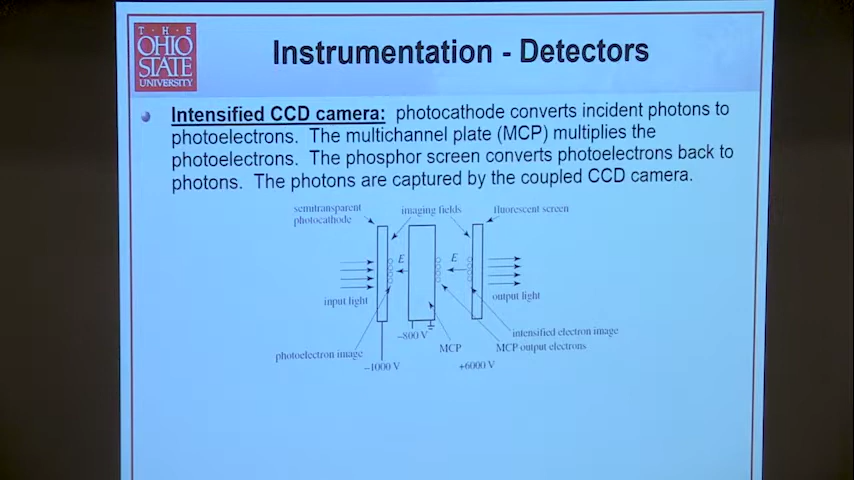 THE
OHIO
STATE
UNIVERSITY
Instrumentation - Detectors
Intensified CCD camera: photocathode converts incident photons to
photoelectrons. The multichannel plate (MCP) multiplies the
photoelectrons. The phosphor screen converts photoelectrons back to
photons. The photons are captured by the coupled CCD camera.
semitransparent
photocathode
imaging fields
fluorescent screen
E
E
input light
output light
−800 V
intensified electron image
photoelectron image
MCP
MCP output electrons
−1000 V
+6000 V